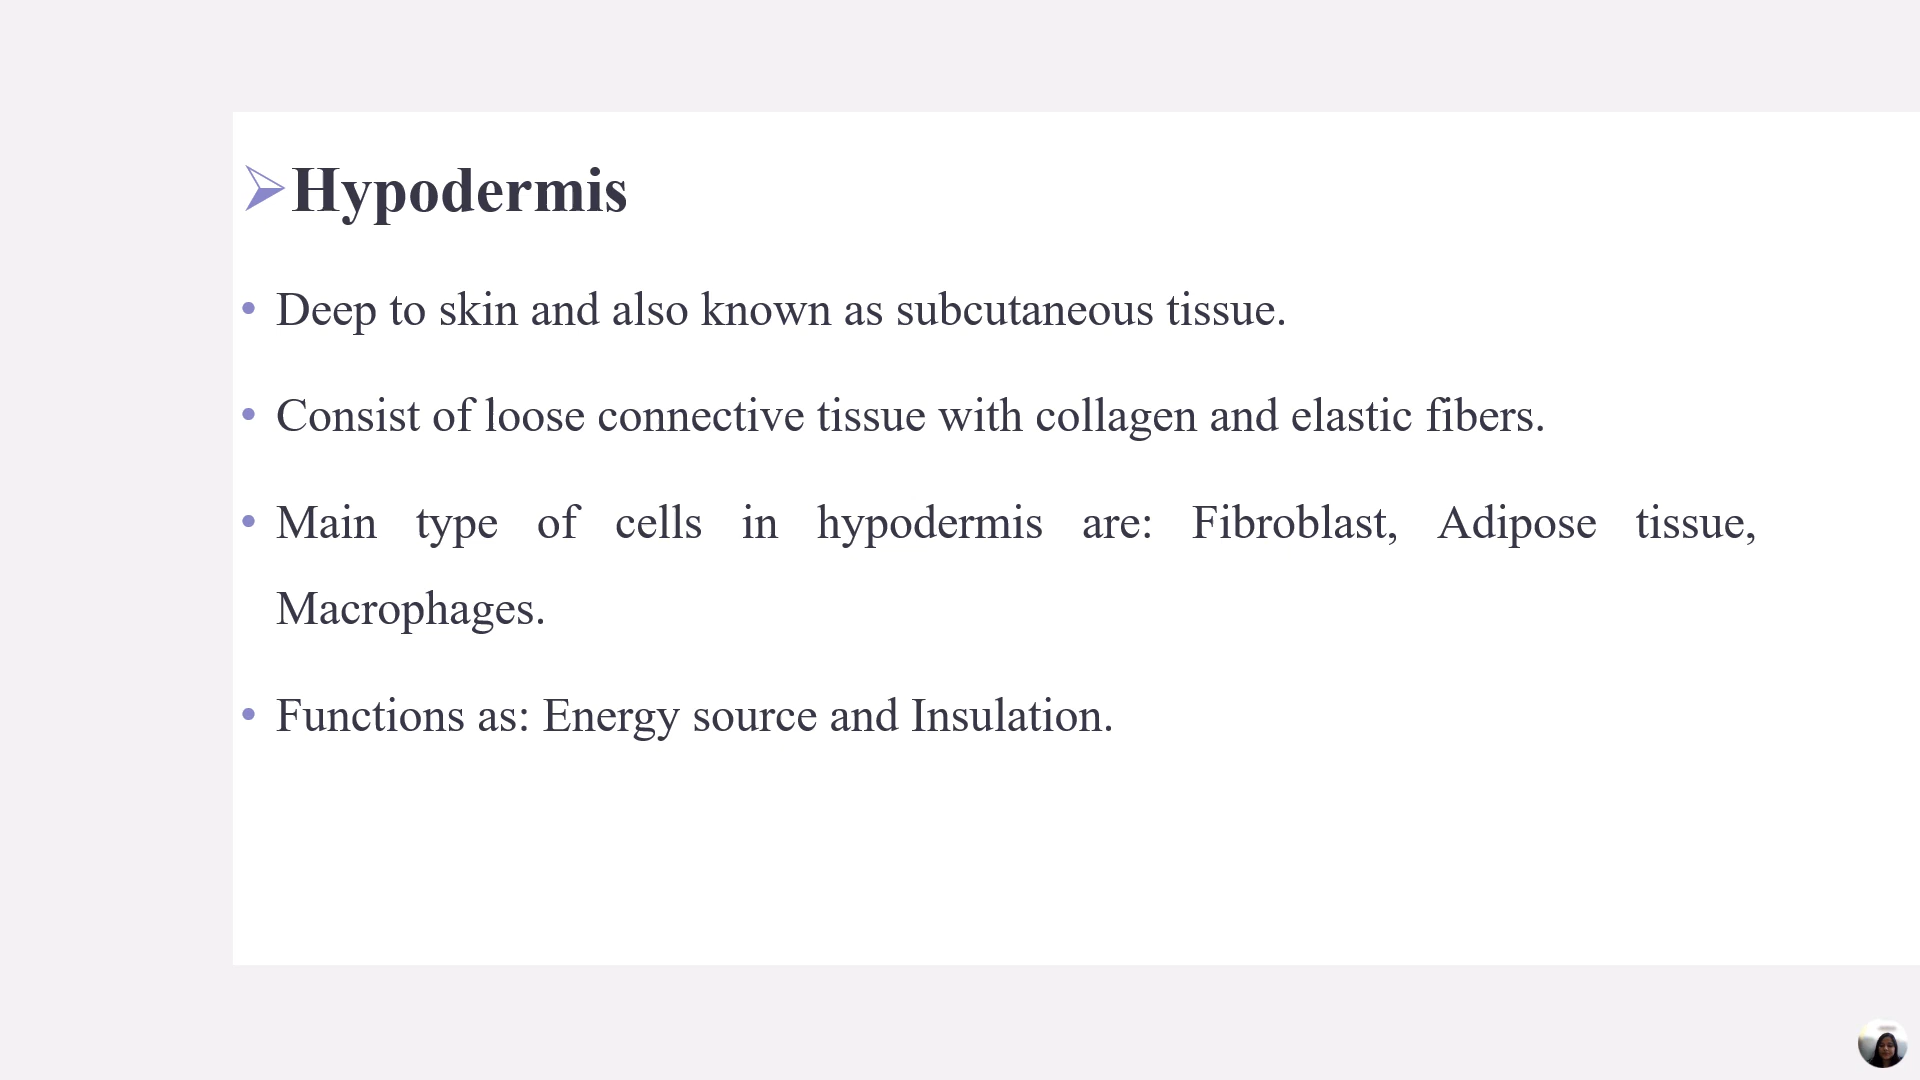 ➢Hypodermis
• Deep to skin and also known as subcutaneous tissue.
• Consist of loose connective tissue with collagen and elastic fibers.
• Main type of cells in hypodermis are: Fibroblast, Adipose tissue,
Macrophages.
• Functions as: Energy source and Insulation.